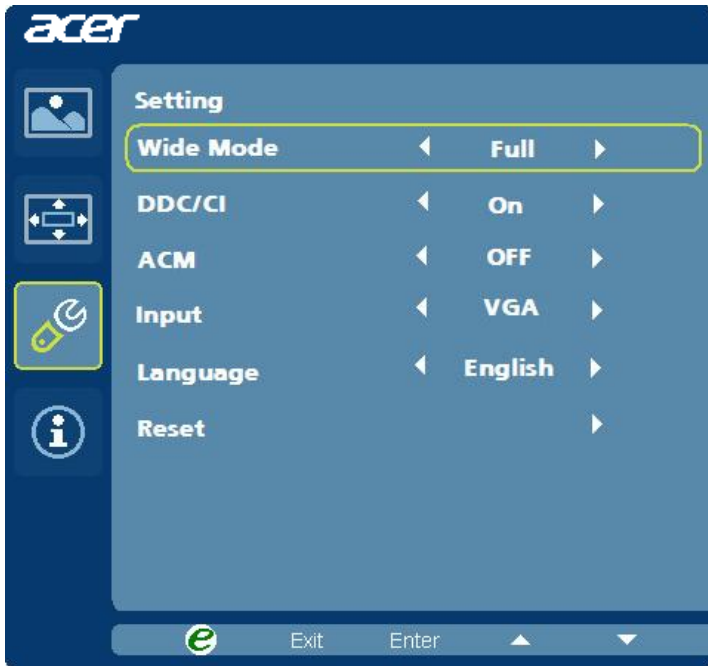 acer
Setting
Wide Mode Full
DDC/CI On
ACM OFF
Input VGA
Language English
Reset
e Exit Enter